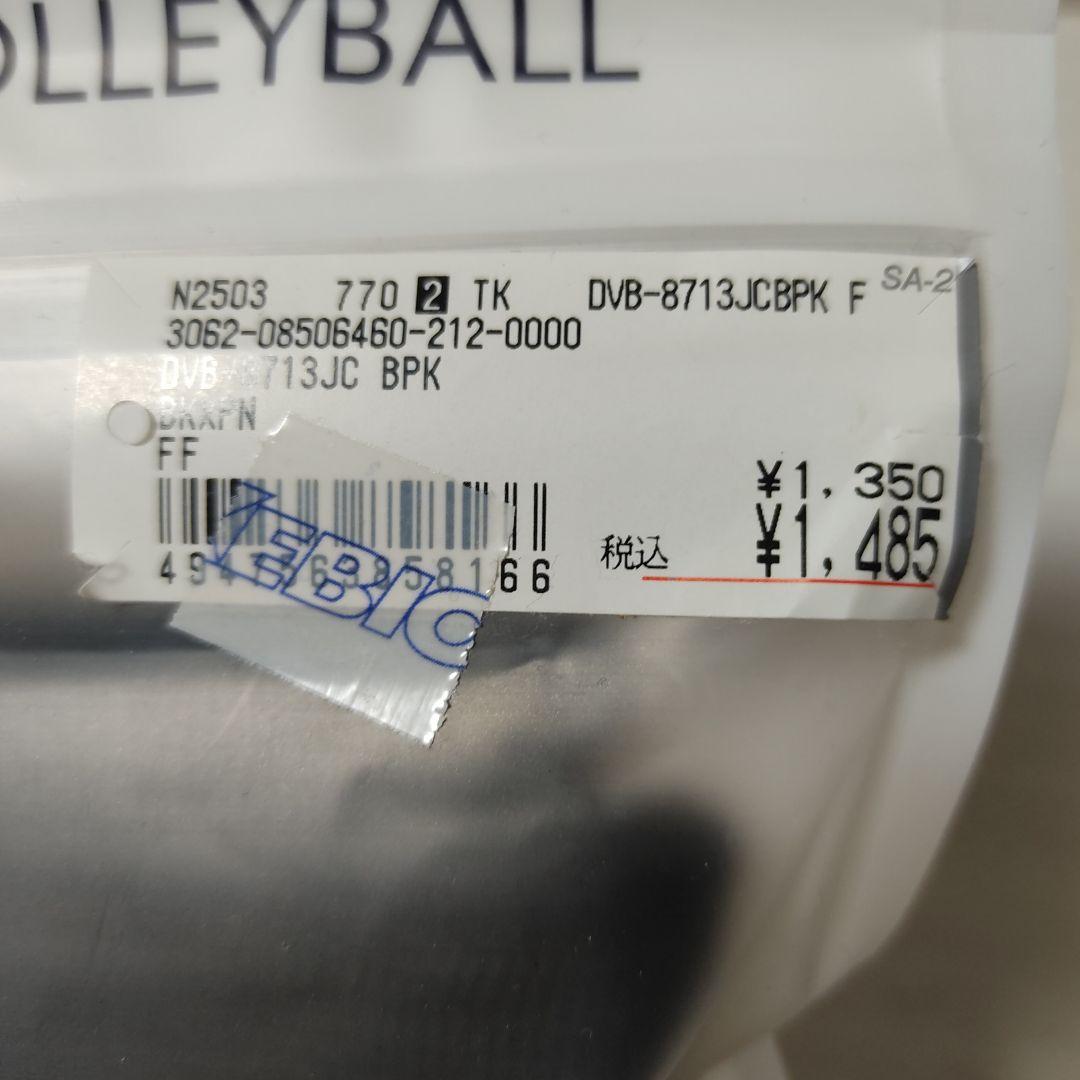 OLLEYBALL
N2503 770 2 TK DVB-8713JCBPK F SA-2
3062-08506460-212-0000
DVB-8713JC BPK
BKXPN
FF
¥1,350
税込 ¥1,485
XEBIO